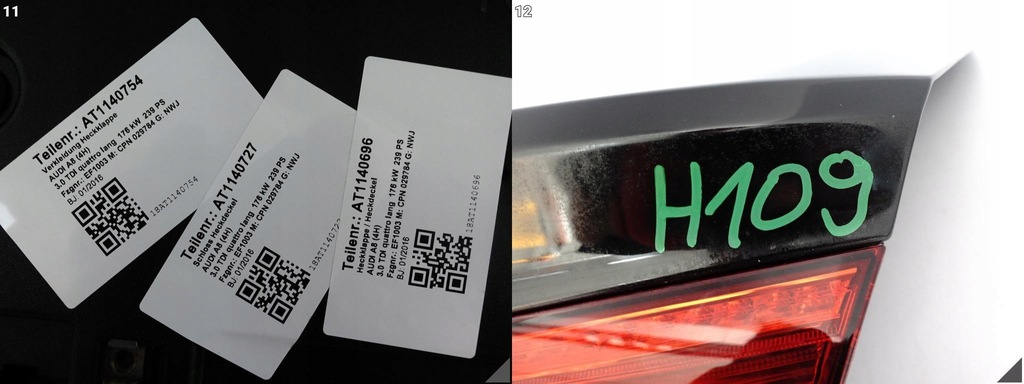 11
Teilenr.: AT1140754
Verkleidung Heckklappe
AUDI A8 (4H)
3.0 TDI quattro lang 176 kW 239 PS
Fzgnr.: EF1003 M: CPN 029784 G: NWJ
BJ: 01/2016
18AT1140754
Teilenr.: AT1140727
Schloss Heckdeckel
AUDI A8 (4H)
3.0 TDI quattro lang 176 kW 239 PS
Fzgnr.: EF1003 M: CPN 029784 G: NWJ
BJ: 01/2016
Teilenr.: AT1140696
Heckklappe / Heckdeckel
AUDI A8 (4H)
3.0 TDI quattro lang 176 kW 239 PS
Fzgnr.: EF1003 M: CPN 029784 G: NWJ
BJ: 01/2016
18AT1140696
12
H109